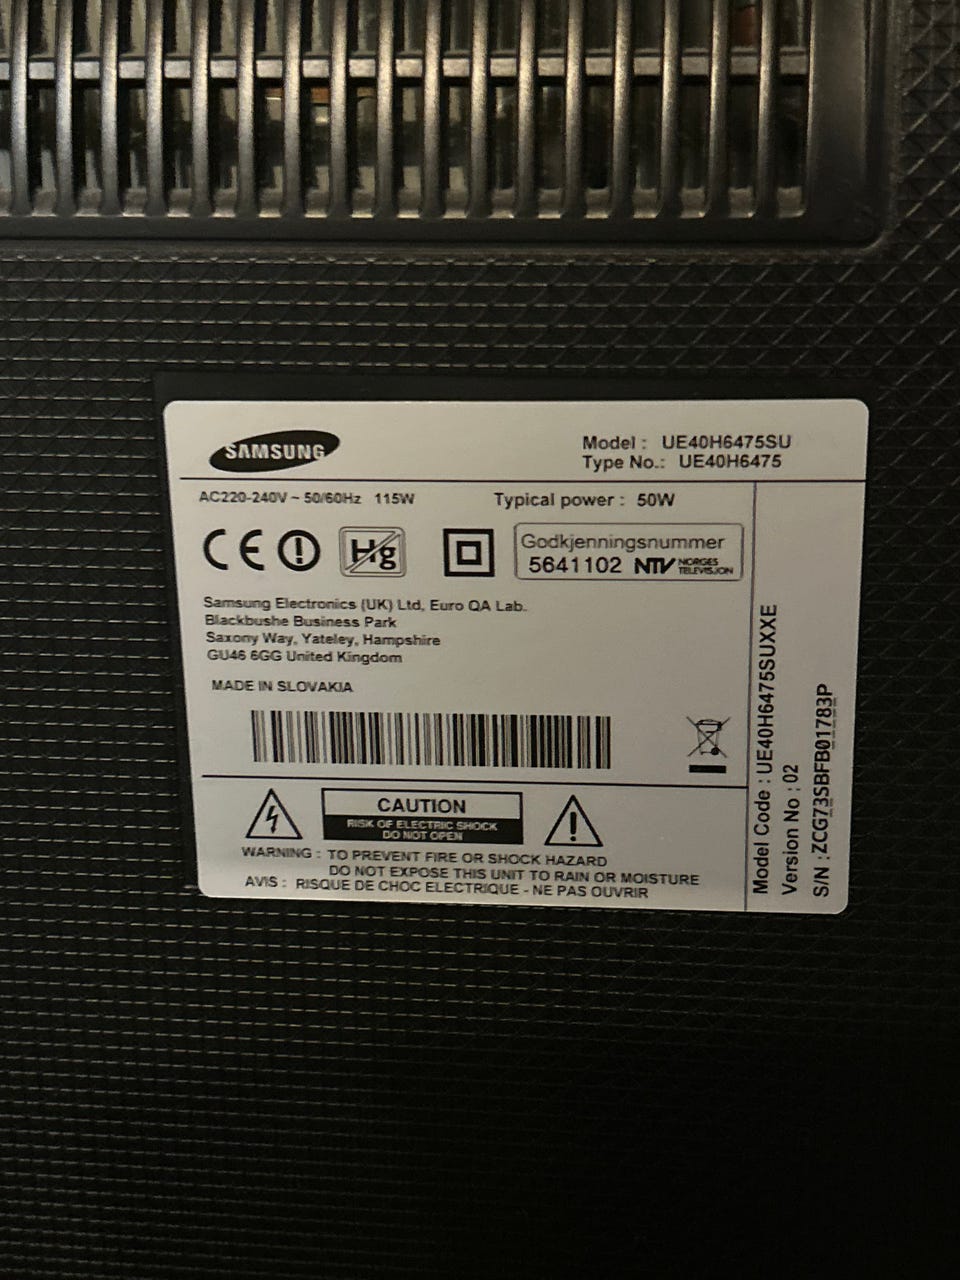 SAMSUNG
Model : UE40H6475SU
Type No.: UE40H6475
AC220-240V ~ 50/60Hz 115W
Typical power : 50W
CE
Hg
Godkjenningsnummer
5641102 NTV NORGES TELEVISJON
Samsung Electronics (UK) Ltd, Euro QA Lab.
Blackbushe Business Park
Saxony Way, Yateley, Hampshire
GU46 6GG United Kingdom
MADE IN SLOVAKIA
CAUTION
RISK OF ELECTRIC SHOCK
DO NOT OPEN
WARNING : TO PREVENT FIRE OR SHOCK HAZARD
DO NOT EXPOSE THIS UNIT TO RAIN OR MOISTURE
AVIS : RISQUE DE CHOC ELECTRIQUE - NE PAS OUVRIR
Model Code : UE40H6475SUXXE
Version No : 02
S/N : ZCG73SBFB01783P